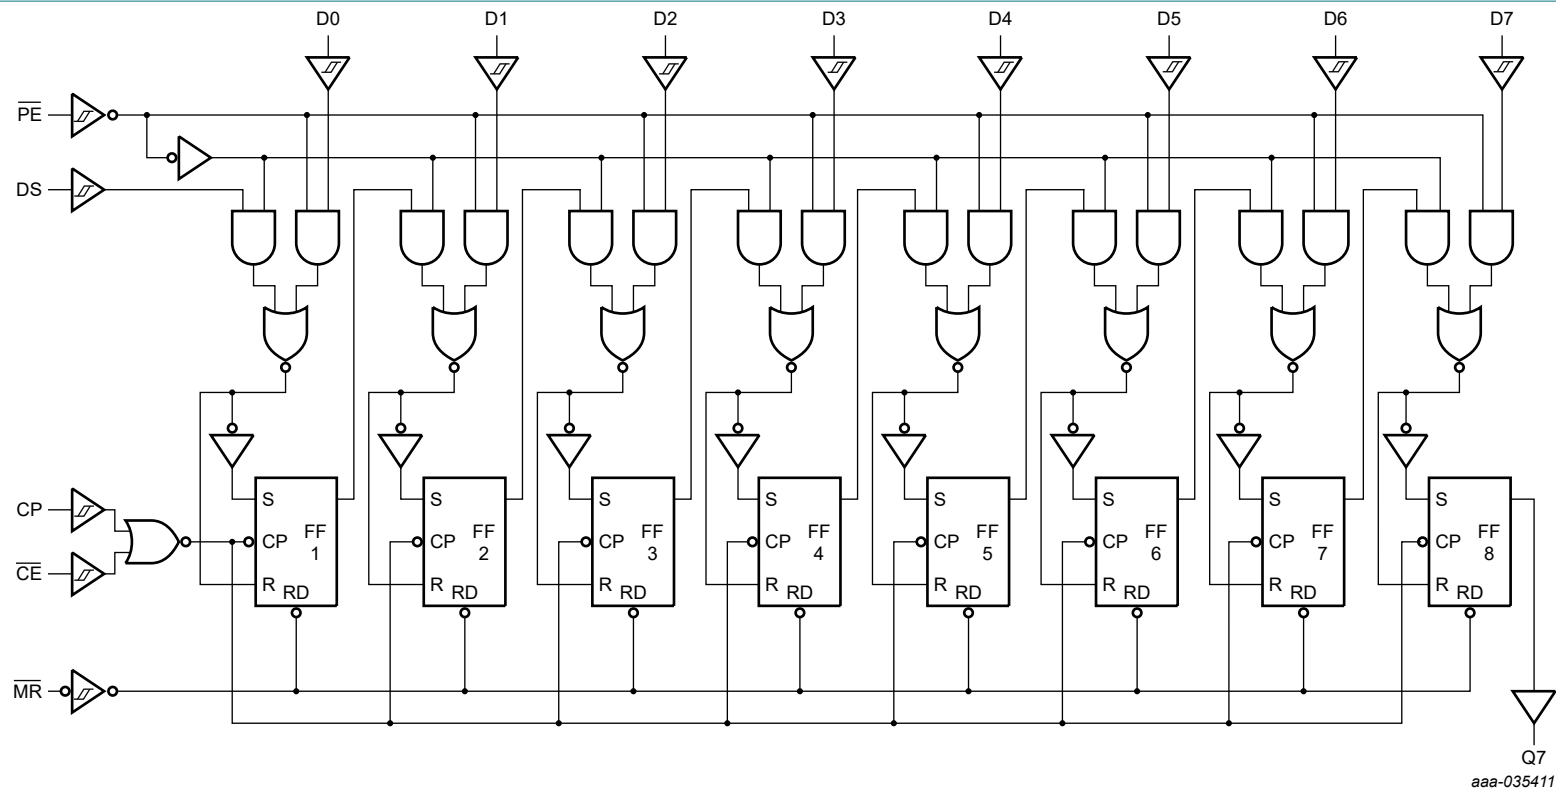 D0 D1 D2 D3 D4 D5 D6 D7
PE
DS
CP
CE
MR
S CP R RD FF 1
S CP R RD FF 2
S CP R RD FF 3
S CP R RD FF 4
S CP R RD FF 5
S CP R RD FF 6
S CP R RD FF 7
S CP R RD FF 8
Q7
aaa-035411